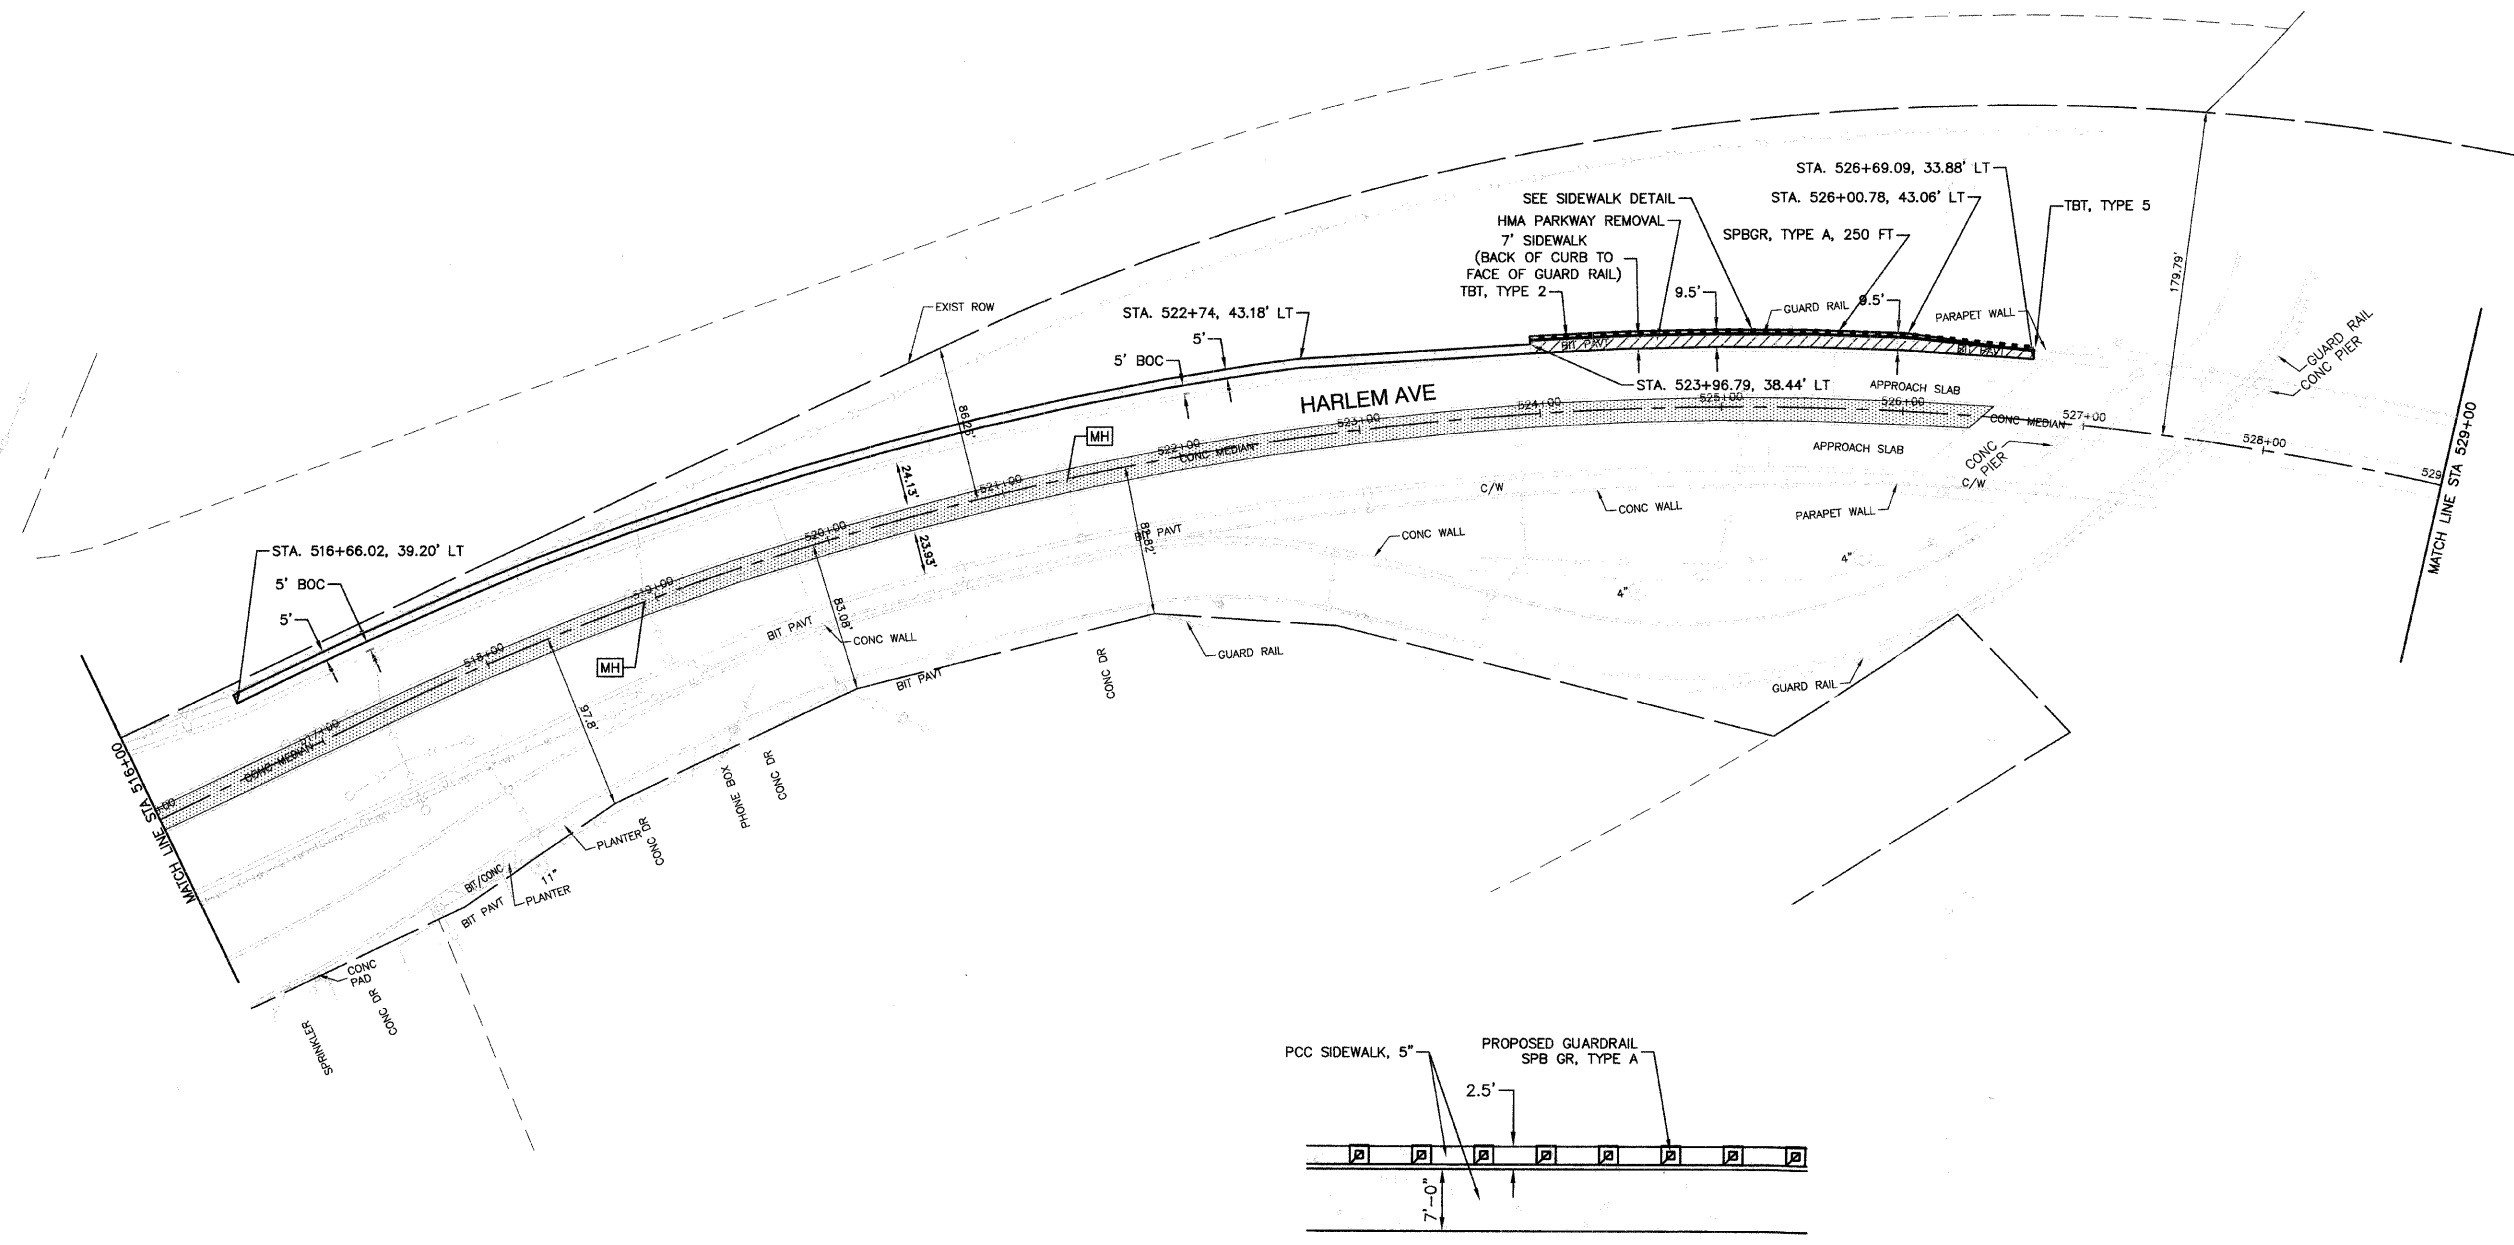 STA. 526+69.09, 33.88' LT
SEE SIDEWALK DETAIL
STA. 526+00.78, 43.06' LT
TBT, TYPE 5
HMA PARKWAY REMOVAL
SPBGR, TYPE A, 250 FT
7' SIDEWALK
(BACK OF CURB TO
FACE OF GUARD RAIL)
TBT, TYPE 2
9.5'
GUARD RAIL
9.5'
PARAPET WALL
179.79'
EXIST ROW
STA. 522+74, 43.18' LT
5'
5' BOC
BIT PAVT
BIT PAVT
GUARD RAIL
CONC PIER
STA. 523+96.79, 38.44' LT
APPROACH SLAB
HARLEM AVE
86.26'
MH
522+00
CONC MEDIAN
523+00
524+00
525+00
526+00
CONC MEDIAN
527+00
528+00
529
MATCH LINE STA 529+00
APPROACH SLAB
CONC
PIER
C/W
C/W
CONC WALL
PARAPET WALL
CONC WALL
4"
4"
24.13'
521+00
520+00
23.93'
BIT PAVT
82.82'
STA. 516+66.02, 39.20' LT
5' BOC
5'
519+00
83.08'
BIT PAVT
CONC WALL
518+00
MH
GUARD RAIL
CONC DR
BIT PAVT
GUARD RAIL
97.8'
517+00
CONC MEDIAN
+00
MATCH LINE STA 516+00
PHONE BOX
CONC DR
PLANTER
CONC DR
BIT/CONC
11"
PLANTER
BIT PAVT
CONC
PAD
CONC DR
SPRINKLER
PCC SIDEWALK, 5"
PROPOSED GUARDRAIL
SPB GR, TYPE A
2.5'
7'-0"